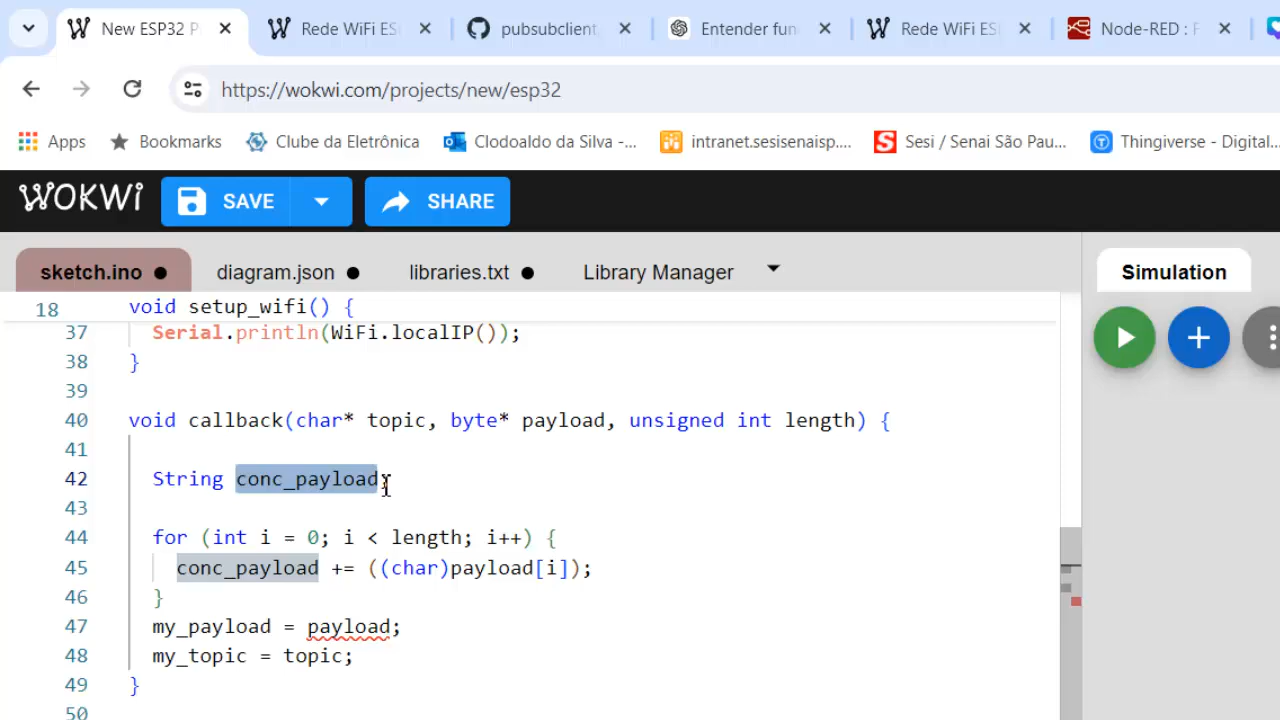 New ESP32 P
Rede WiFi ES
pubsubclient
Entender fun
Rede WiFi ESI
Node-RED : F
https://wokwi.com/projects/new/esp32
Apps
Bookmarks
Clube da Eletrônica
Clodoaldo da Silva -...
intranet.sesisenaisp....
Sesi / Senai São Pau...
Thingiverse - Digital...
WOKWI
SAVE
SHARE
sketch.ino
diagram.json
libraries.txt
Library Manager
Simulation
18 void setup_wifi() {
37 Serial.println(WiFi.localIP());
38 }
39
40 void callback(char* topic, byte* payload, unsigned int length) {
41
42 String conc_payload;
43
44 for (int i = 0; i < length; i++) {
45 conc_payload += ((char)payload[i]);
46 }
47 my_payload = payload;
48 my_topic = topic;
49 }
50